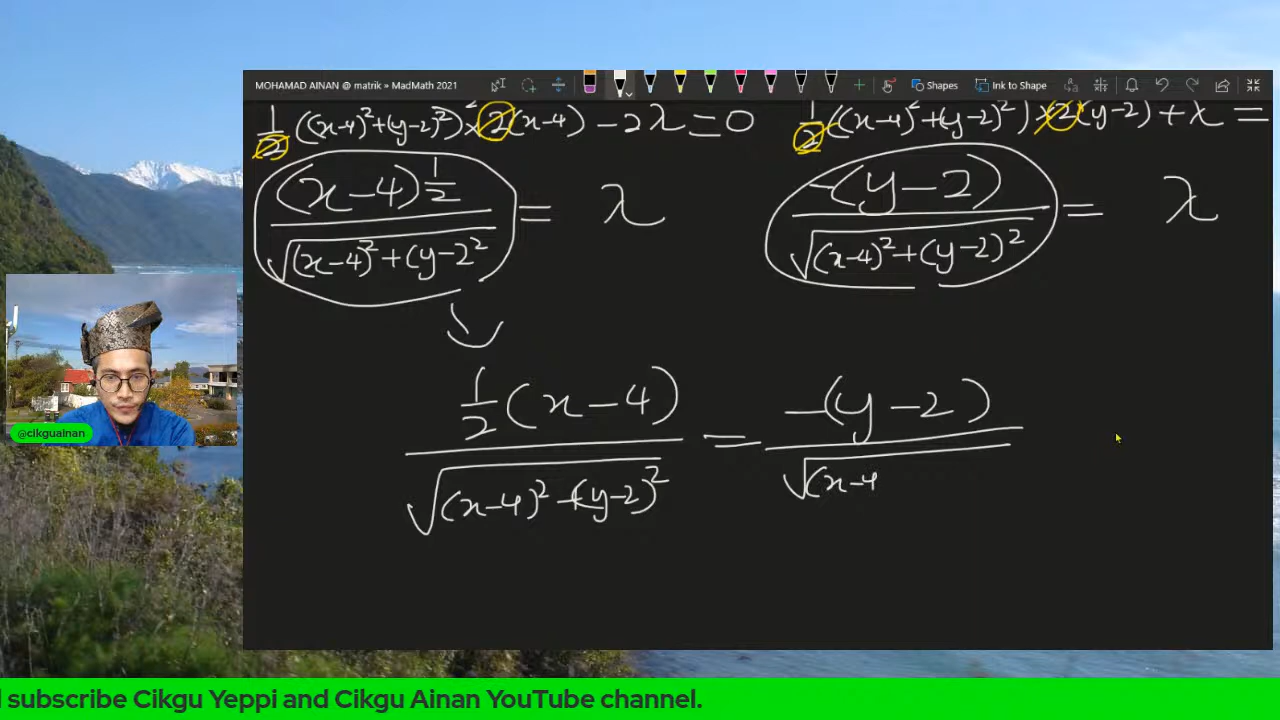 MOHAMAD AINAN @ matrik » MadMath 2021 Shapes Ink to Shape
1/2 ((x-4)²+(y-2)²) × 2(x-4) - 2λ = 0
1/2 ((x-4)²+(y-2)²) × 2(y-2) + λ =
(x-4) 1/2 / √(x-4)²+(y-2² = λ
-(y-2) / √(x-4)²+(y-2)² = λ
1/2 (x-4) / √(x-4)²+(y-2)² = -(y-2) / √(x-4
@cikguainan
subscribe Cikgu Yeppi and Cikgu Ainan YouTube channel.